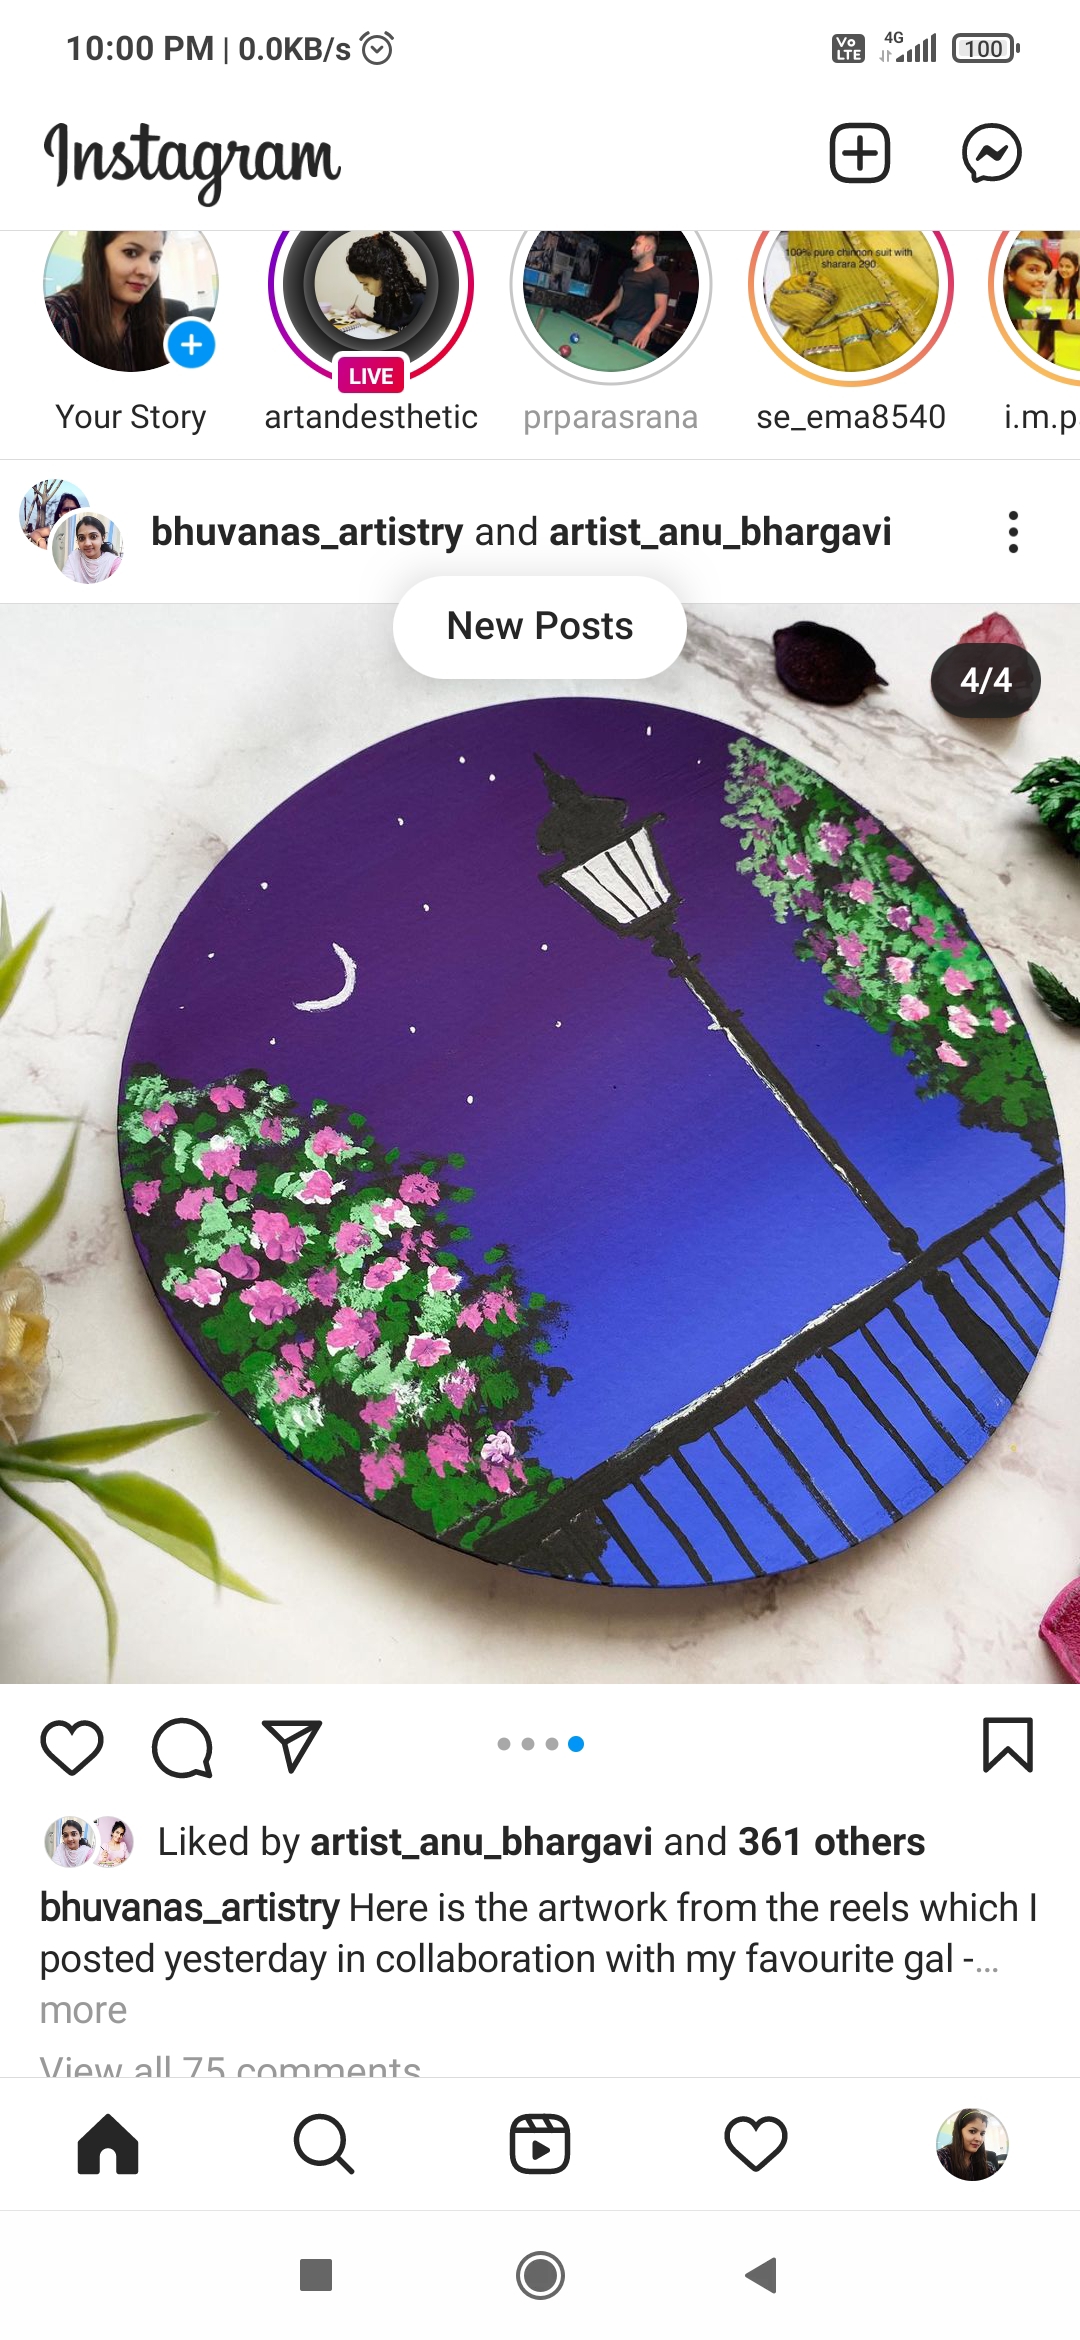 10:00 PM | 0.0KB/s
Vo LTE 4G 100
Instagram
100% pure chinnon suit with
sharara 290
LIVE
Your Story artandesthetic prparasrana se_ema8540 i.m.p
bhuvanas_artistry and artist_anu_bhargavi
New Posts
4/4
Liked by artist_anu_bhargavi and 361 others
bhuvanas_artistry Here is the artwork from the reels which I
posted yesterday in collaboration with my favourite gal -...
more
View all 75 comments